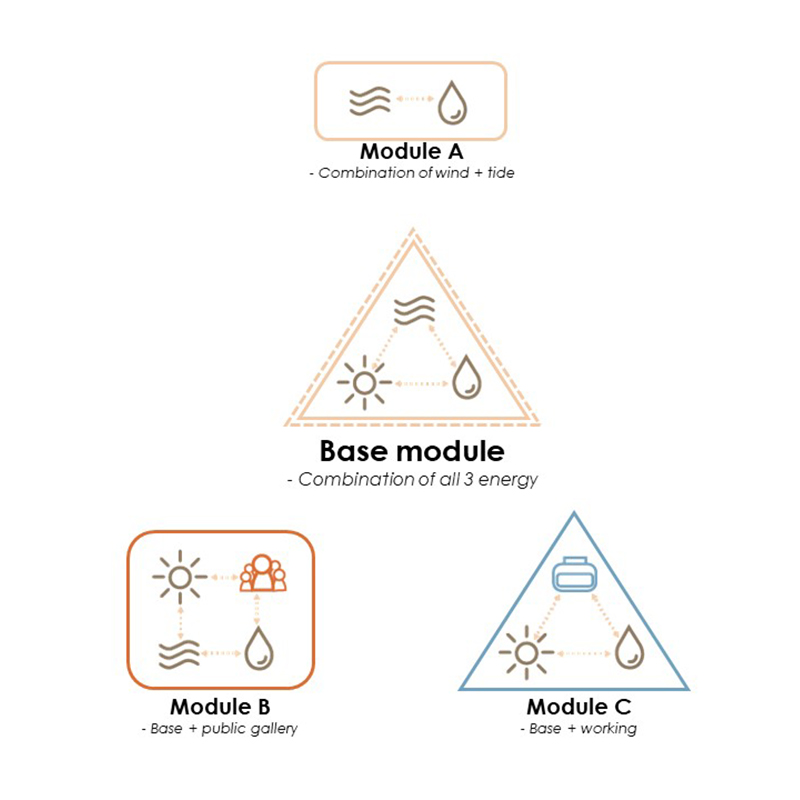 Module A
- Combination of wind + tide
Base module
- Combination of all 3 energy
Module B
- Base + public gallery
Module C
- Base + working